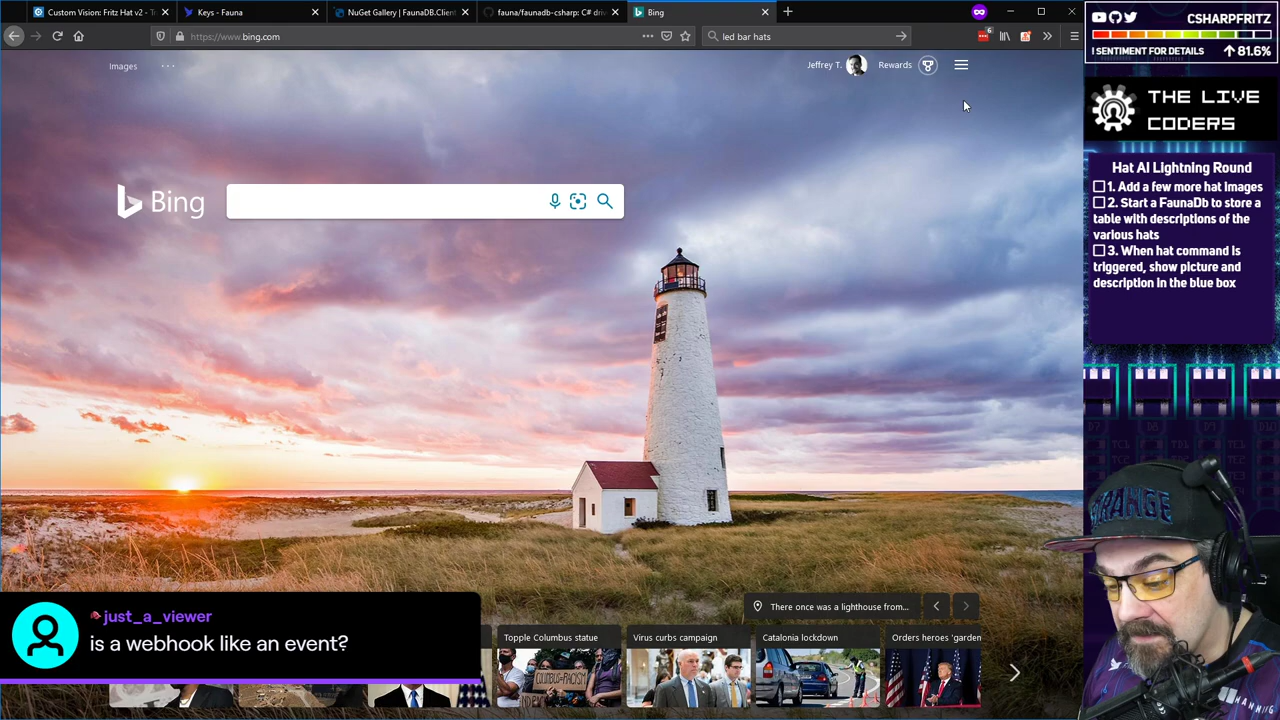 Custom Vision: Fritz Hat v2 - T
Keys - Fauna
NuGet Gallery | FaunaDB.Client
fauna/faunadb-csharp: C# driv
Bing
https://www.bing.com
led bar hats
6
Images
Jeffrey T.
Rewards
Bing
There once was a lighthouse from...
Topple Columbus statue
Virus curbs campaign
Catalonia lockdown
Orders heroes 'garden
COLUMBUS = RACISM
just_a_viewer
is a webhook like an event?
CSHARPFRITZ
! SENTIMENT FOR DETAILS
81.6%
THE LIVE
CODERS
Hat AI Lightning Round
1. Add a few more hat images
2. Start a FaunaDb to store a
table with descriptions of the
various hats
3. When hat command is
triggered, show picture and
description in the blue box